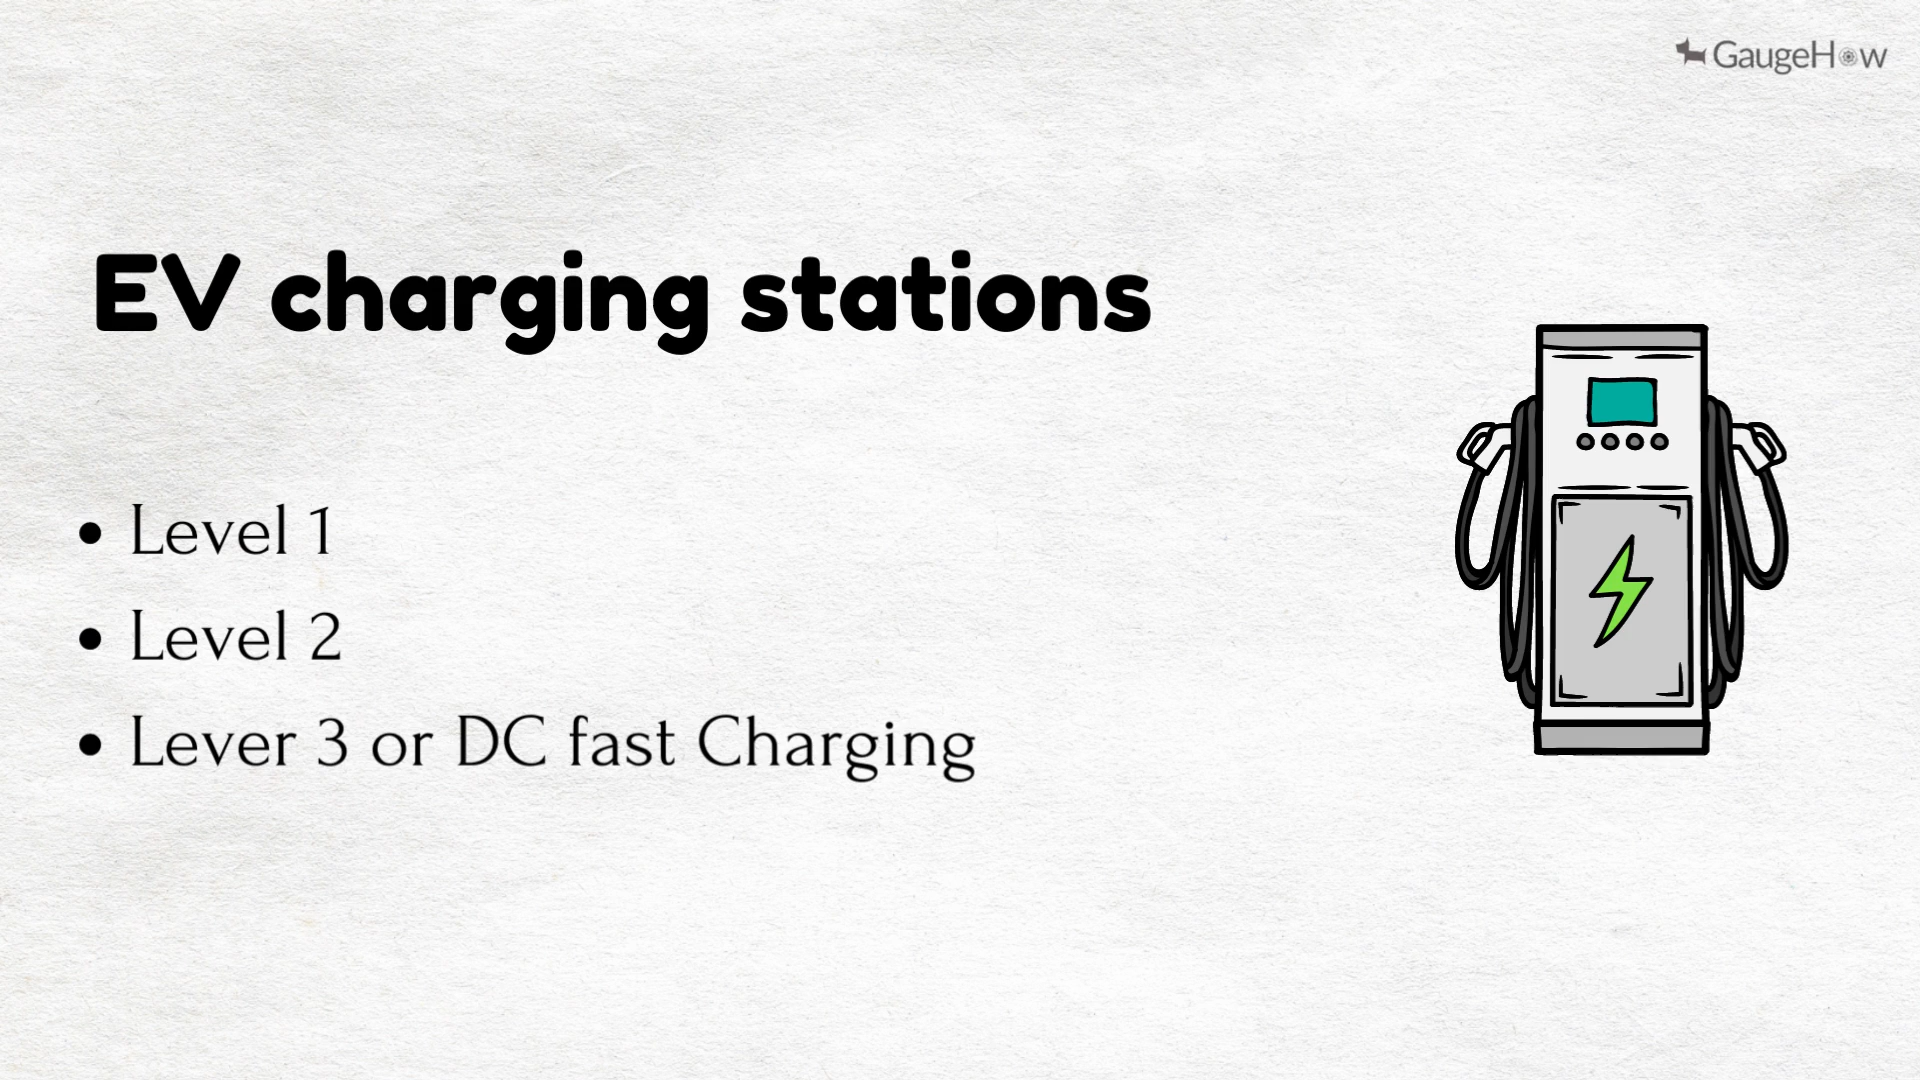 GaugeHow
EV charging stations
• Level 1
• Level 2
• Lever 3 or DC fast Charging